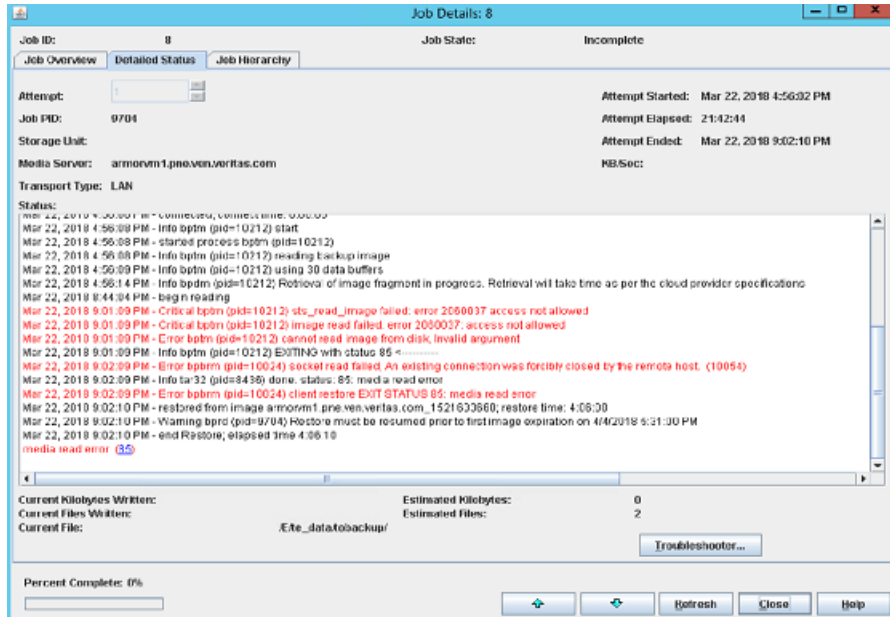 Job Details: 8
Job ID: 8 Job State: Incomplete
Job Overview Detailed Status Job Hierarchy
Attempt: 1 Attempt Started: Mar 22, 2018 4:56:02 PM
Job PID: 9704 Attempt Elapsed: 21:42:44
Storage Unit: Attempt Ended: Mar 22, 2018 9:02:10 PM
Media Server: armorvm1.pne.ven.veritas.com KB/Sec:
Transport Type: LAN
Status:
Mar 22, 2018 4:56:08 PM - Info bptm (pid=10212) start
Mar 22, 2018 4:56:08 PM - started process bptm (pid=10212)
Mar 22, 2018 4:56:08 PM - Info bptm (pid=10212) reading backup image
Mar 22, 2018 4:56:09 PM - Info bptm (pid=10212) using 30 data buffers
Mar 22, 2018 4:56:14 PM - Info bpdm (pid=10212) Retrieval of image fragment in progress. Retrieval will take time as per the cloud provider specifications
Mar 22, 2018 8:44:04 PM - begin reading
Mar 22, 2018 9:01:09 PM - Critical bptm (pid=10212) sts_read_image failed: error 2060037 access not allowed
Mar 22, 2018 9:01:09 PM - Critical bptm (pid=10212) image read failed: error 2060037: access not allowed
Mar 22, 2018 9:01:09 PM - Error bptm (pid=10212) cannot read image from disk, Invalid argument
Mar 22, 2018 9:01:09 PM - Info bptm (pid=10212) EXITING with status 85 <----------
Mar 22, 2018 9:02:09 PM - Error bpbrm (pid=10024) socket read failed, An existing connection was forcibly closed by the remote host. (10054)
Mar 22, 2018 9:02:09 PM - Info tar32 (pid=8436) done. status: 85: media read error
Mar 22, 2018 9:02:09 PM - Error bpbrm (pid=10024) client restore EXIT STATUS 85: media read error
Mar 22, 2018 9:02:10 PM - restored from image armorvm1.pne.ven.veritas.com_1521633660; restore time: 4:06:00
Mar 22, 2018 9:02:10 PM - Warning bprd (pid=9704) Restore must be resumed prior to first image expiration on 4/4/2018 5:31:00 PM
Mar 22, 2018 9:02:10 PM - end Restore; elapsed time 4:06:10
media read error (85)
Current Kilobytes Written: Estimated Kilobytes: 0
Current Files Written: Estimated Files: 2
Current File: /E/te_data/tobackup/
Troubleshooter...
Percent Complete: 0%
Refresh Close Help